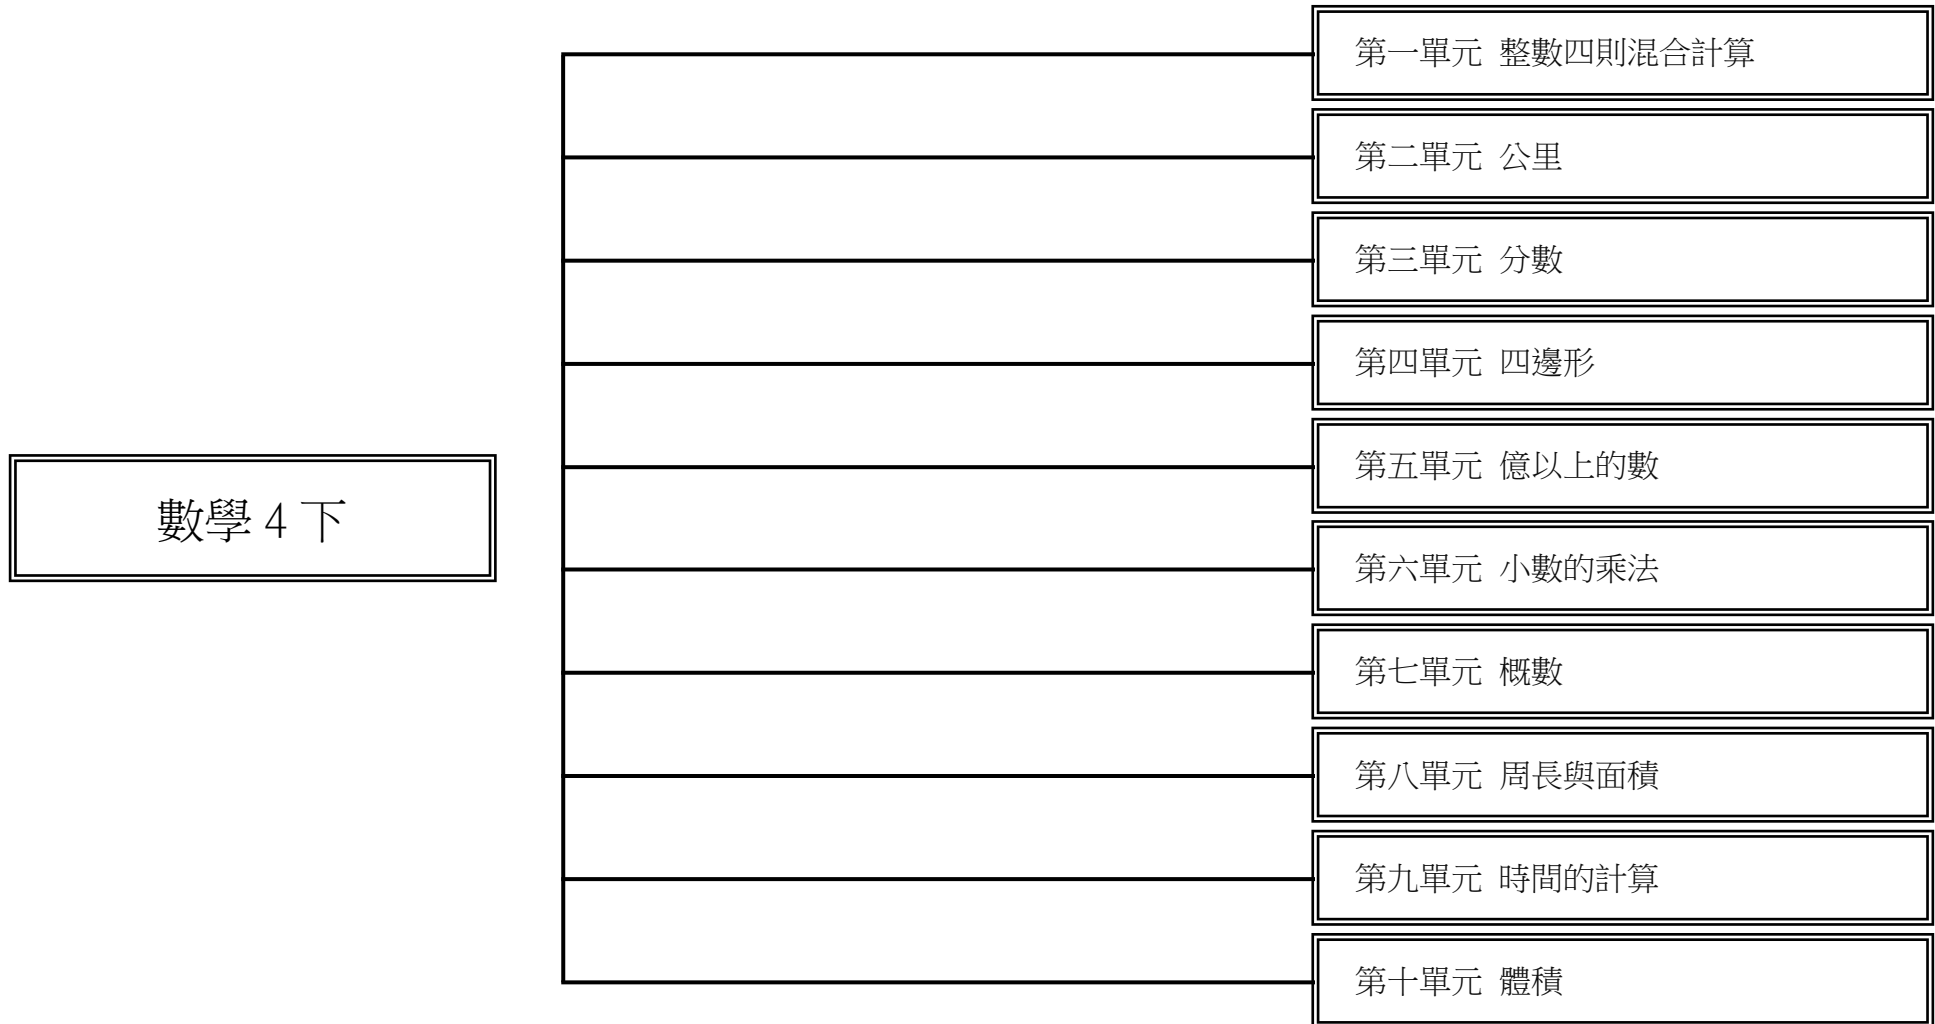 第一單元 整數四則混合計算
第二單元 公里
第三單元 分數
第四單元 四邊形
數學 4 下
第五單元 億以上的數
第六單元 小數的乘法
第七單元 概數
第八單元 周長與面積
第九單元 時間的計算
第十單元 體積